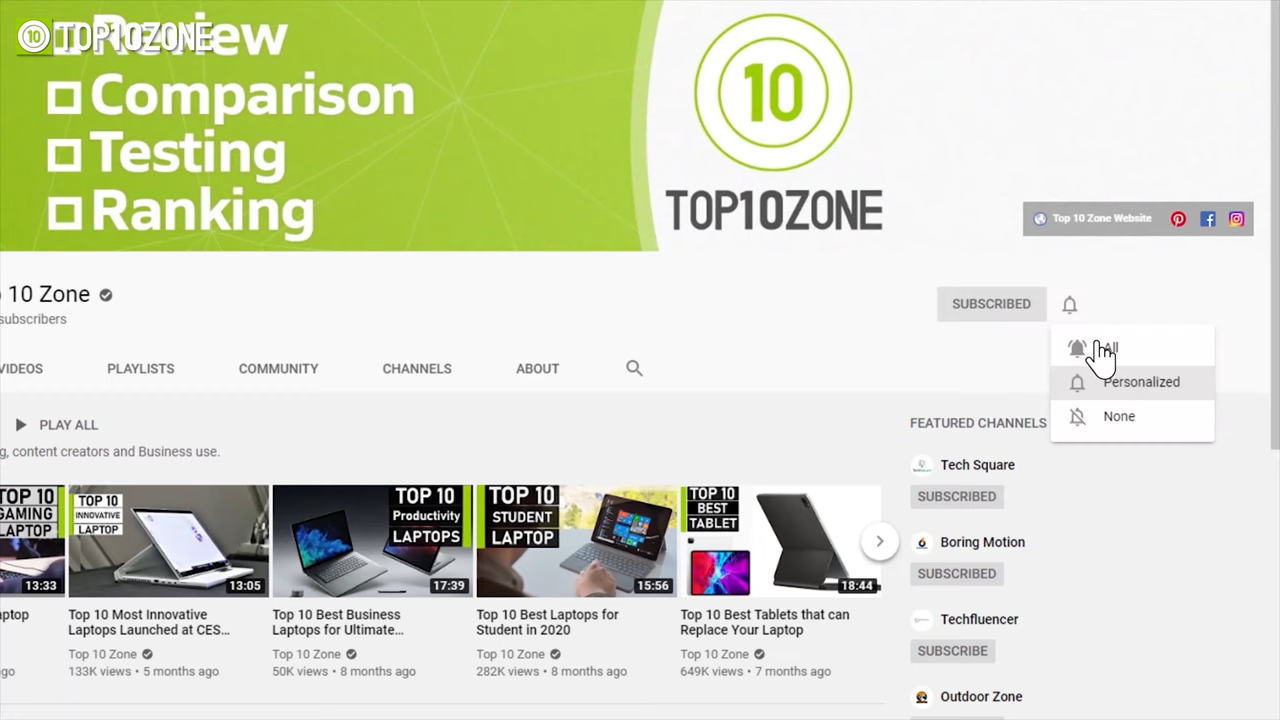 TOP10ZONE
Review
Comparison
Testing
Ranking
10
TOP10ZONE
Top 10 Zone Website
10 Zone
subscribers
SUBSCRIBED
All
Personalized
None
VIDEOS
PLAYLISTS
COMMUNITY
CHANNELS
ABOUT
PLAY ALL
g, content creators and Business use.
TOP 10
GAMING
LAPTOP
13:33
TOP 10
INNOVATIVE
LAPTOP
13:05
TOP 10
Productivity
LAPTOPS
17:39
TOP 10
STUDENT
LAPTOP
15:56
TOP 10
BEST
TABLET
18:44
aptop
ago
Top 10 Most Innovative
Laptops Launched at CES...
Top 10 Zone
133K views • 5 months ago
Top 10 Best Business
Laptops for Ultimate...
Top 10 Zone
50K views • 8 months ago
Top 10 Best Laptops for
Student in 2020
Top 10 Zone
282K views • 8 months ago
Top 10 Best Tablets that can
Replace Your Laptop
Top 10 Zone
649K views • 7 months ago
FEATURED CHANNELS
Tech Square
SUBSCRIBED
Boring Motion
SUBSCRIBED
Techfluencer
SUBSCRIBE
Outdoor Zone